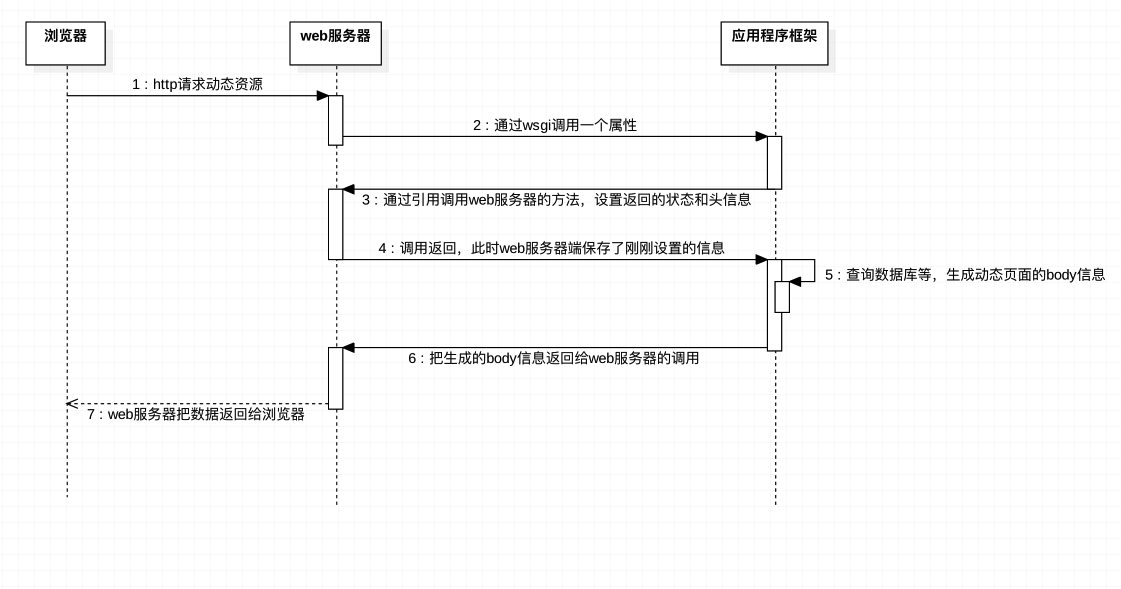 浏览器
web服务器
应用程序框架
1 : http请求动态资源
2 : 通过wsgi调用一个属性
3 : 通过引用调用web服务器的方法，设置返回的状态和头信息
4 : 调用返回，此时web服务器端保存了刚刚设置的信息
5 : 查询数据库等，生成动态页面的body信息
6 : 把生成的body信息返回给web服务器的调用
7 : web服务器把数据返回给浏览器